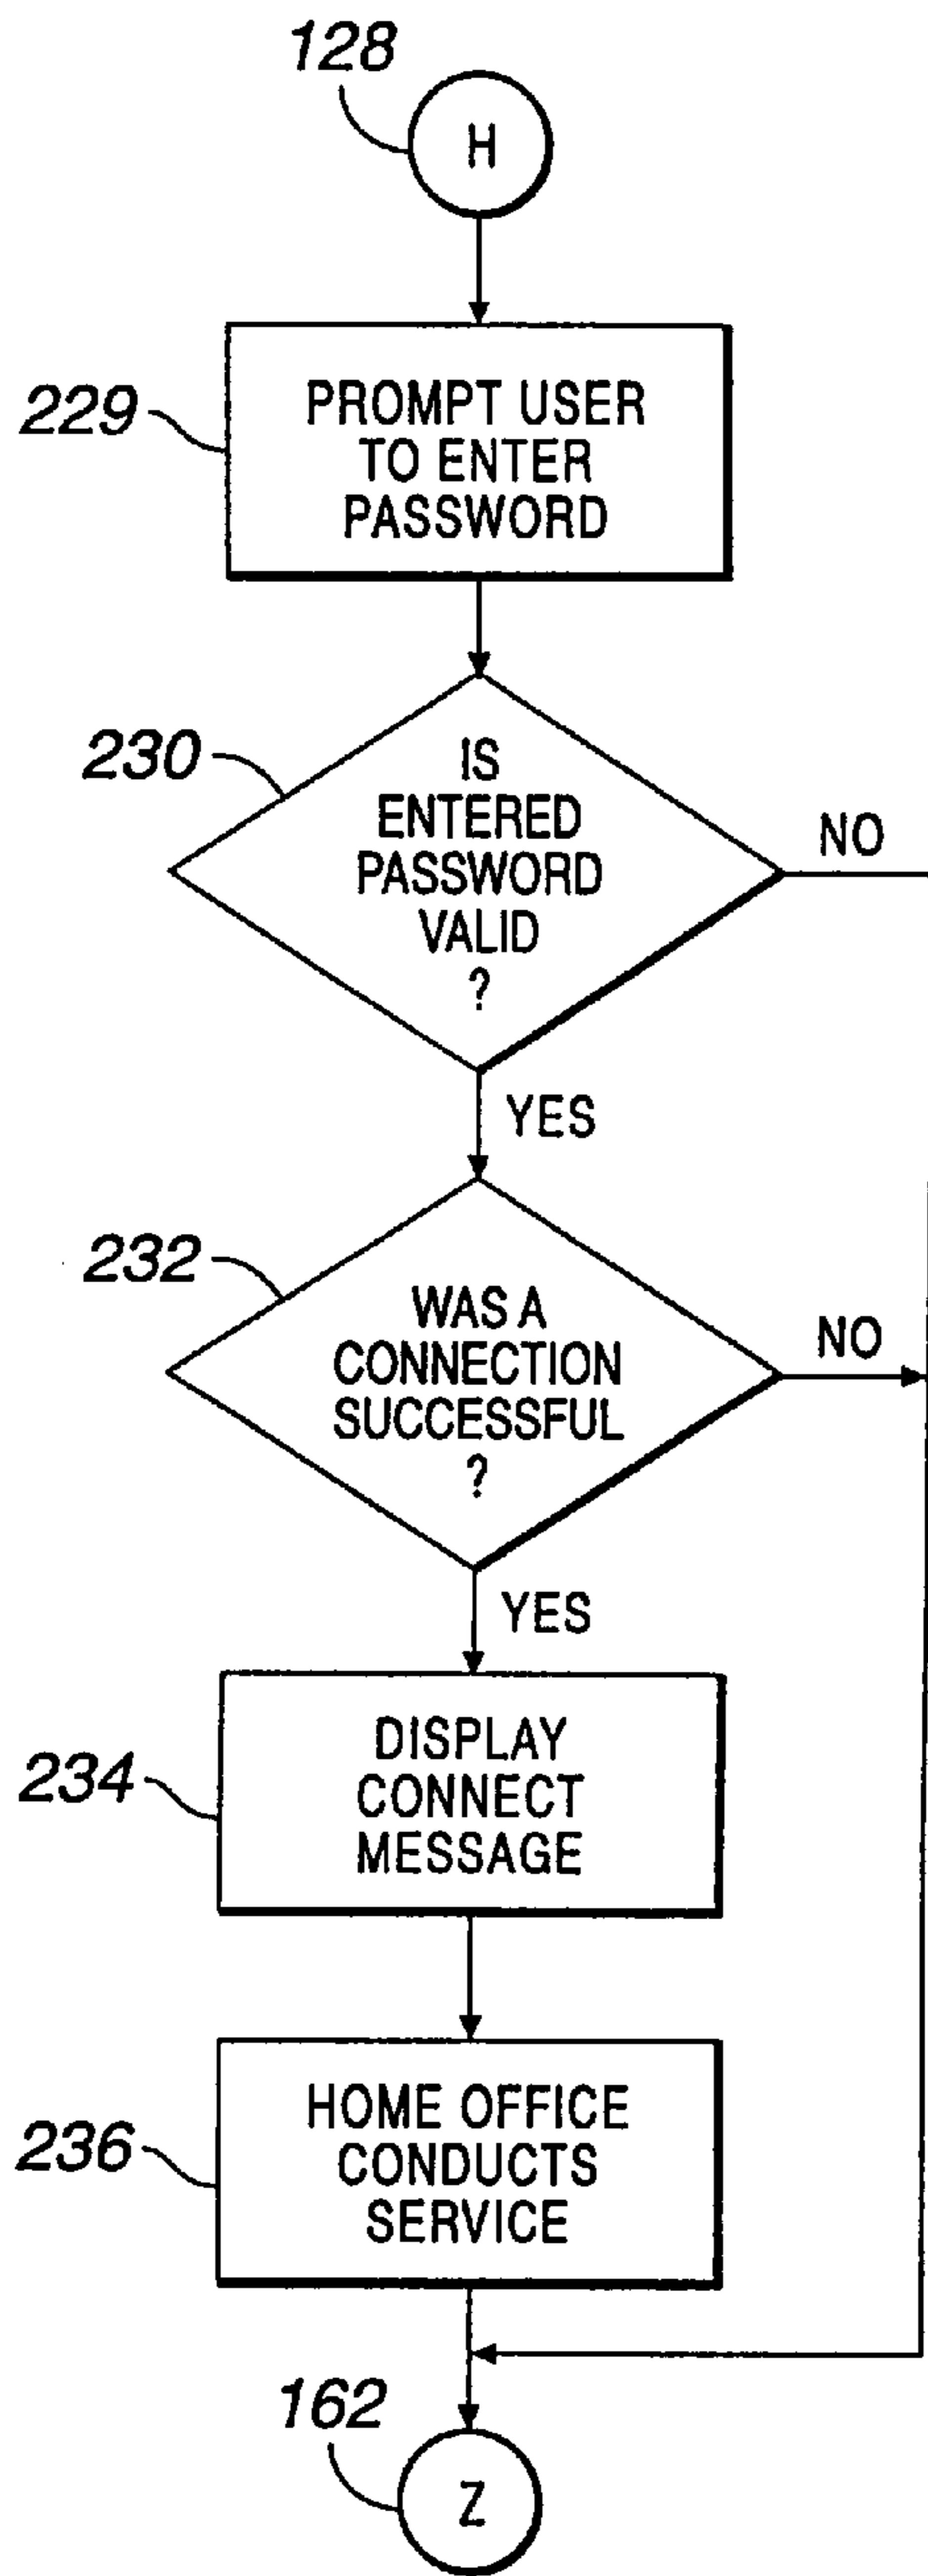 128
H
229
PROMPT USER
TO ENTER
PASSWORD
230
IS
ENTERED
PASSWORD
VALID
?
NO
YES
232
WAS A
CONNECTION
SUCCESSFUL
?
NO
YES
234
DISPLAY
CONNECT
MESSAGE
236
HOME OFFICE
CONDUCTS
SERVICE
162
Z